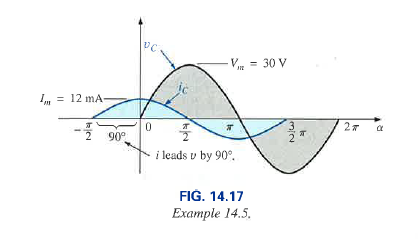 v_C
V_m = 30 V
I_m = 12 mA
i_C
-π/2
90°
0
π/2
π
3/2 π
2π
α
i leads v by 90°.
FIG. 14.17
Example 14.5.